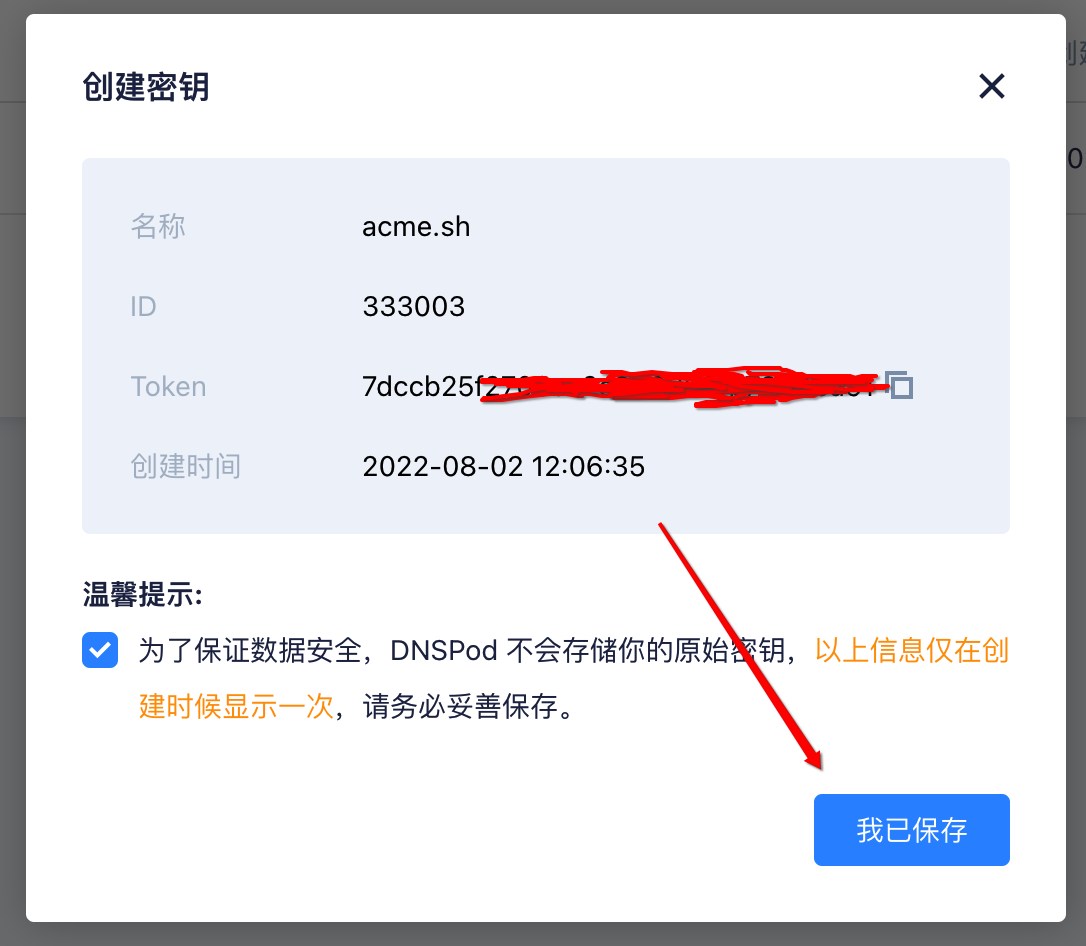 创建密钥
名称 acme.sh
ID 333003
Token 7dccb25f
创建时间 2022-08-02 12:06:35
温馨提示:
为了保证数据安全，DNSPod 不会存储你的原始密钥，以上信息仅在创
建时候显示一次，请务必妥善保存。
我已保存